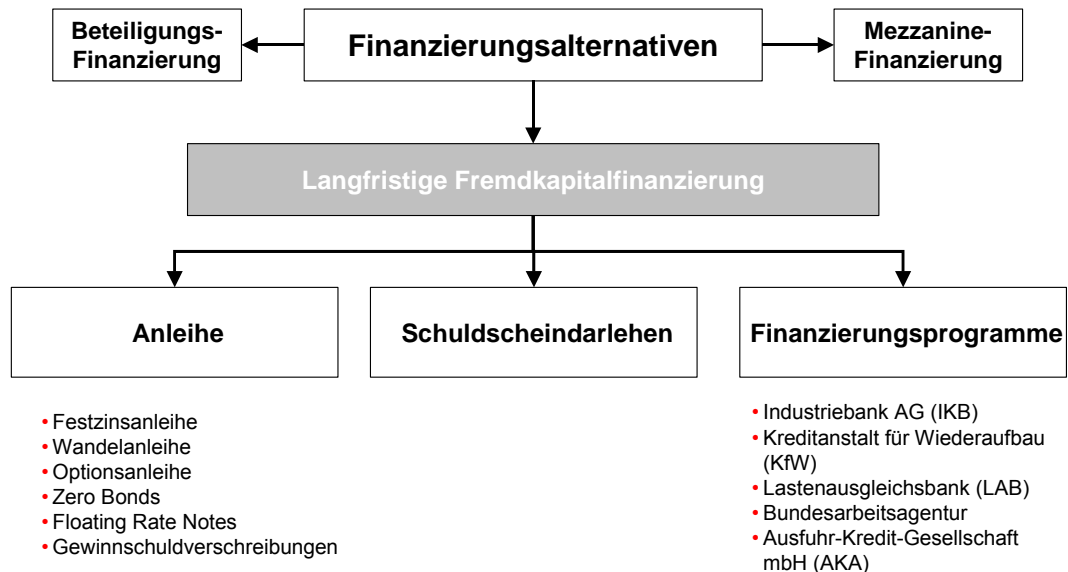 Beteiligungs-
Finanzierung
Finanzierungsalternativen
Mezzanine-
Finanzierung
Langfristige Fremdkapitalfinanzierung
Anleihe
Schuldscheindarlehen
Finanzierungsprogramme
• Festzinsanleihe
• Wandelanleihe
• Optionsanleihe
• Zero Bonds
• Floating Rate Notes
• Gewinnschuldverschreibungen
• Industriebank AG (IKB)
• Kreditanstalt für Wiederaufbau
(KfW)
• Lastenausgleichsbank (LAB)
• Bundesarbeitsagentur
• Ausfuhr-Kredit-Gesellschaft
mbH (AKA)